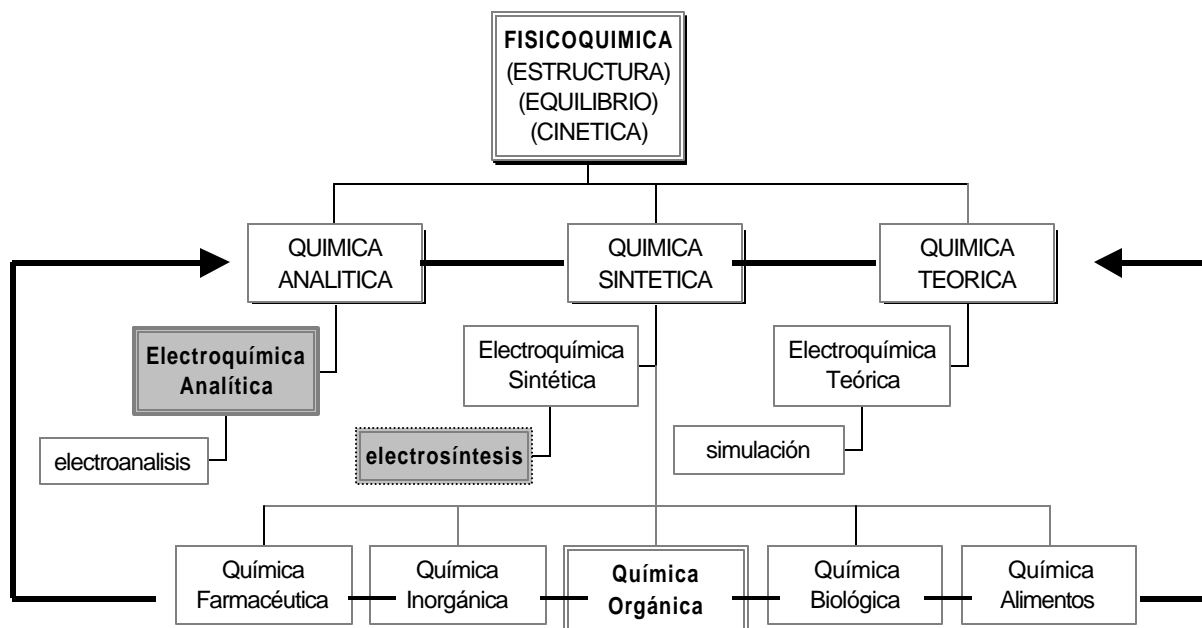 FISICOQUIMICA
(ESTRUCTURA)
(EQUILIBRIO)
(CINETICA)
QUIMICA
ANALITICA
QUIMICA
SINTETICA
QUIMICA
TEORICA
Electroquímica
Analítica
Electroquímica
Sintética
Electroquímica
Teórica
electroanalisis
electrosíntesis
simulación
Química
Farmacéutica
Química
Inorgánica
Química
Orgánica
Química
Biológica
Química
Alimentos